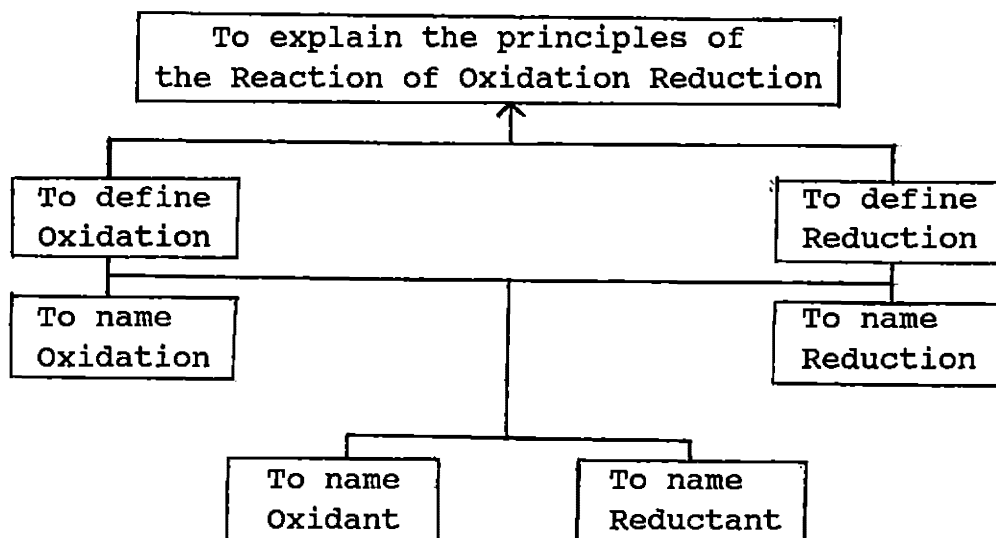 To explain the principles of
the Reaction of Oxidation Reduction
To define
Oxidation
To define
Reduction
To name
Oxidation
To name
Reduction
To name
Oxidant
To name
Reductant